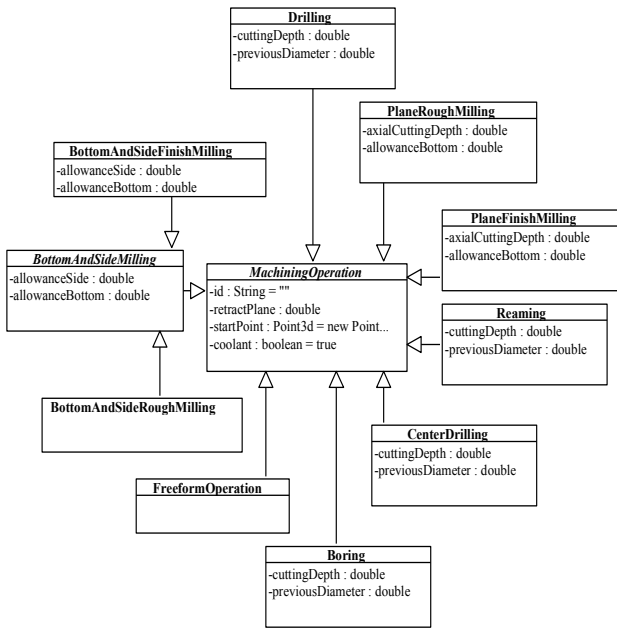 Drilling
-cuttingDepth : double
-previousDiameter : double
PlaneRoughMilling
-axialCuttingDepth : double
-allowanceBottom : double
BottomAndSideFinishMilling
-allowanceSide : double
-allowanceBottom : double
PlaneFinishMilling
-axialCuttingDepth : double
-allowanceBottom : double
BottomAndSideMilling
-allowanceSide : double
-allowanceBottom : double
MachiningOperation
-id : String = ""
-retractPlane : double
-startPoint : Point3d = new Point...
-coolant : boolean = true
Reaming
-cuttingDepth : double
-previousDiameter : double
BottomAndSideRoughMilling
CenterDrilling
-cuttingDepth : double
-previousDiameter : double
FreeformOperation
Boring
-cuttingDepth : double
-previousDiameter : double